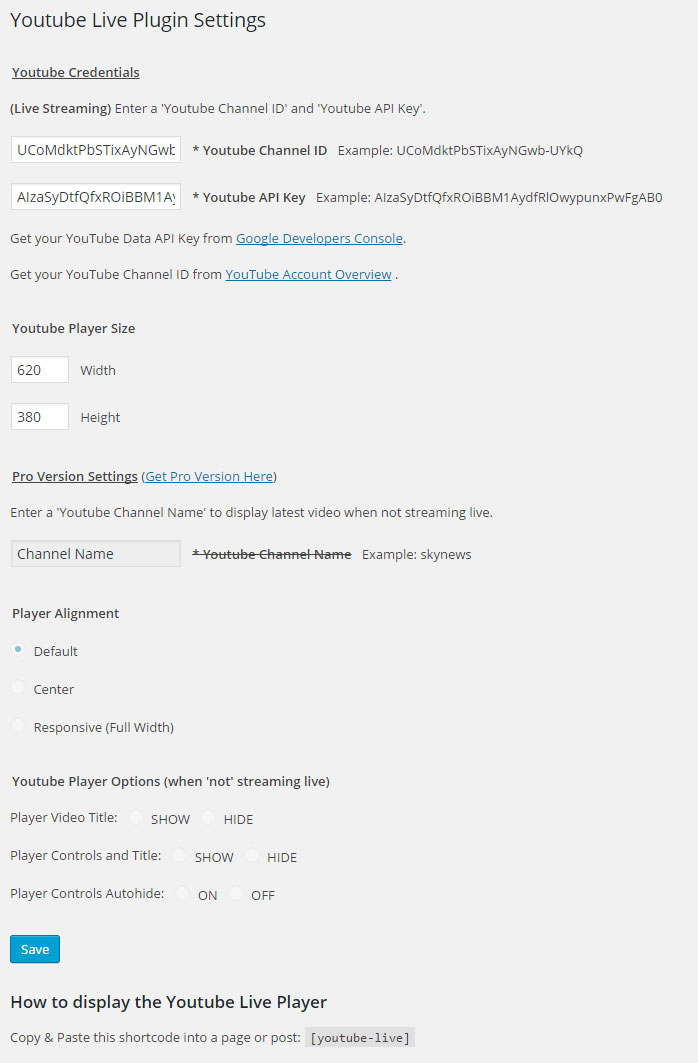 Youtube Live Plugin Settings
Youtube Credentials
(Live Streaming) Enter a 'Youtube Channel ID' and 'Youtube API Key'.
UCoMdktPbSTixAyNGwb * Youtube Channel ID Example: UCoMdktPbSTixAyNGwb-UYkQ
AIzaSyDtfQfxROiBBM1Ay * Youtube API Key Example: AIzaSyDtfQfxROiBBM1AydfRlOwypunxPwFgAB0
Get your YouTube Data API Key from Google Developers Console.
Get your YouTube Channel ID from YouTube Account Overview .
Youtube Player Size
620 Width
380 Height
Pro Version Settings (Get Pro Version Here)
Enter a 'Youtube Channel Name' to display latest video when not streaming live.
Channel Name * Youtube Channel Name Example: skynews
Player Alignment
Default
Center
Responsive (Full Width)
Youtube Player Options (when 'not' streaming live)
Player Video Title: SHOW HIDE
Player Controls and Title: SHOW HIDE
Player Controls Autohide: ON OFF
Save
How to display the Youtube Live Player
Copy & Paste this shortcode into a page or post: [youtube-live]